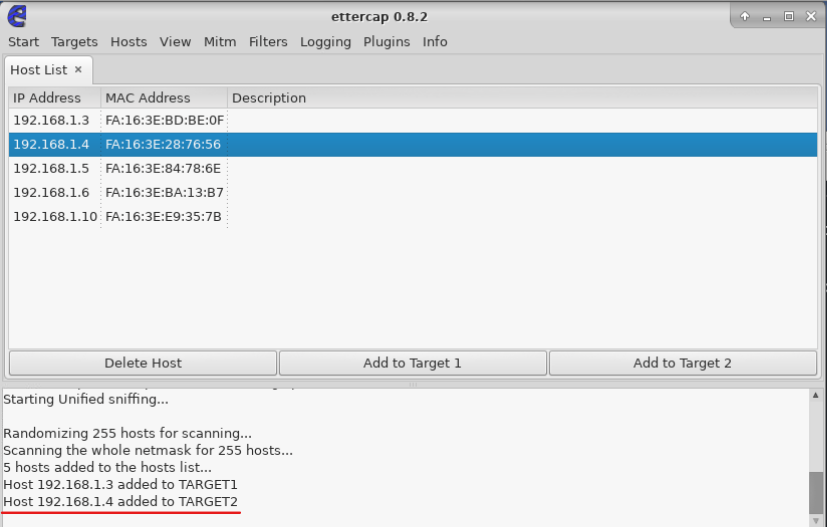 ettercap 0.8.2
Start Targets Hosts View Mitm Filters Logging Plugins Info
Host List ×
IP Address MAC Address Description
192.168.1.3 FA:16:3E:BD:BE:0F
192.168.1.4 FA:16:3E:28:76:56
192.168.1.5 FA:16:3E:84:78:6E
192.168.1.6 FA:16:3E:BA:13:B7
192.168.1.10 FA:16:3E:E9:35:7B
Delete Host Add to Target 1 Add to Target 2
Starting Unified sniffing...
Randomizing 255 hosts for scanning...
Scanning the whole netmask for 255 hosts...
5 hosts added to the hosts list...
Host 192.168.1.3 added to TARGET1
Host 192.168.1.4 added to TARGET2